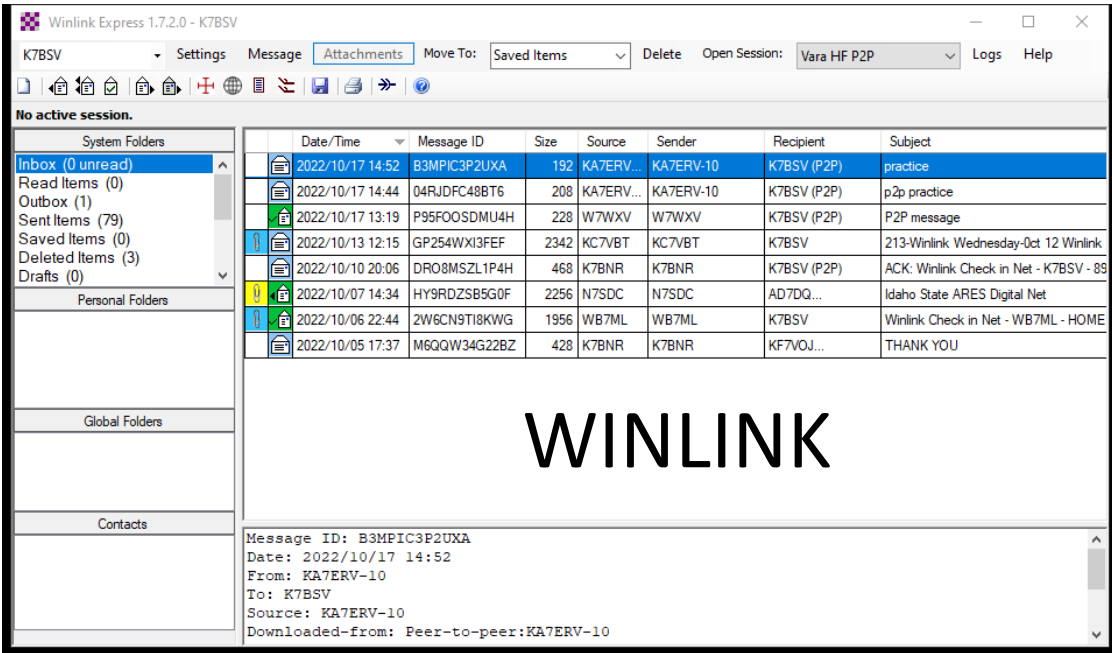 Winlink Express 1.7.2.0 - K7BSV
K7BSV Settings Message Attachments Move To: Saved Items Delete Open Session: Vara HF P2P Logs Help
No active session.
System Folders
Inbox (0 unread)
Read Items (0)
Outbox (1)
Sent Items (79)
Saved Items (0)
Deleted Items (3)
Drafts (0)
Personal Folders
Global Folders
Contacts
Date/Time Message ID Size Source Sender Recipient Subject
2022/10/17 14:52 B3MPIC3P2UXA 192 KA7ERV... KA7ERV-10 K7BSV (P2P) practice
2022/10/17 14:44 04RJDFC48BT6 208 KA7ERV... KA7ERV-10 K7BSV (P2P) p2p practice
2022/10/17 13:19 P95FOOSDMU4H 228 W7WXV W7WXV K7BSV (P2P) P2P message
2022/10/13 12:15 GP254WXI3FEF 2342 KC7VBT KC7VBT K7BSV 213-Winlink Wednesday-0ct 12 Winlink
2022/10/10 20:06 DRO8MSZL1P4H 468 K7BNR K7BNR K7BSV (P2P) ACK: Winlink Check in Net - K7BSV - 89
2022/10/07 14:34 HY9RDZSB5G0F 2256 N7SDC N7SDC AD7DQ... Idaho State ARES Digital Net
2022/10/06 22:44 2W6CN9TI8KWG 1956 WB7ML WB7ML K7BSV Winlink Check in Net - WB7ML - HOME
2022/10/05 17:37 M6QQW34G22BZ 428 K7BNR K7BNR KF7VOJ... THANK YOU
WINLINK
Message ID: B3MPIC3P2UXA
Date: 2022/10/17 14:52
From: KA7ERV-10
To: K7BSV
Source: KA7ERV-10
Downloaded-from: Peer-to-peer:KA7ERV-10